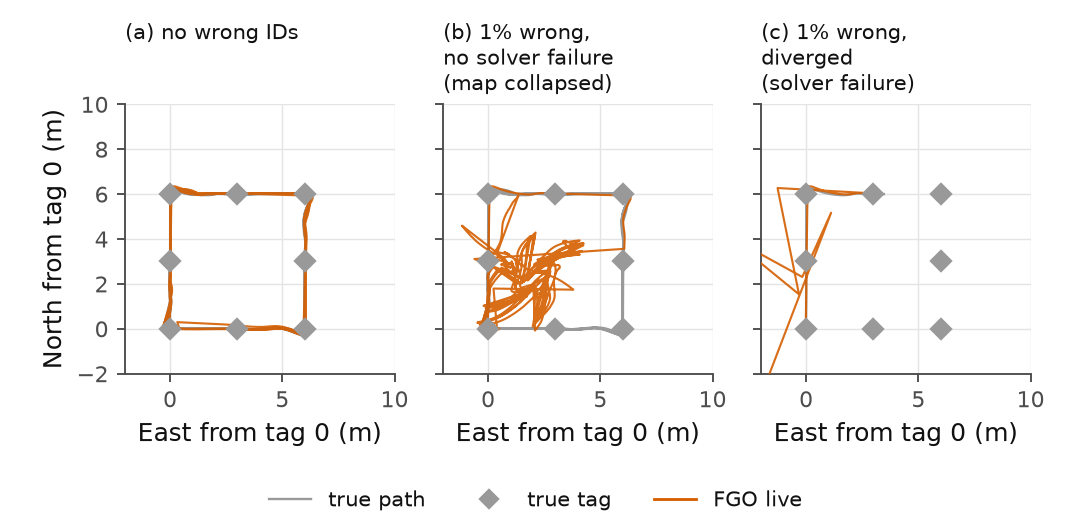 (a) no wrong IDs
(b) 1% wrong,
no solver failure
(map collapsed)
(c) 1% wrong,
diverged
(solver failure)
North from tag 0 (m)
10
8
6
4
2
0
−2
0 5 10
0 5 10
0 5 10
East from tag 0 (m)
East from tag 0 (m)
East from tag 0 (m)
true path
true tag
FGO live